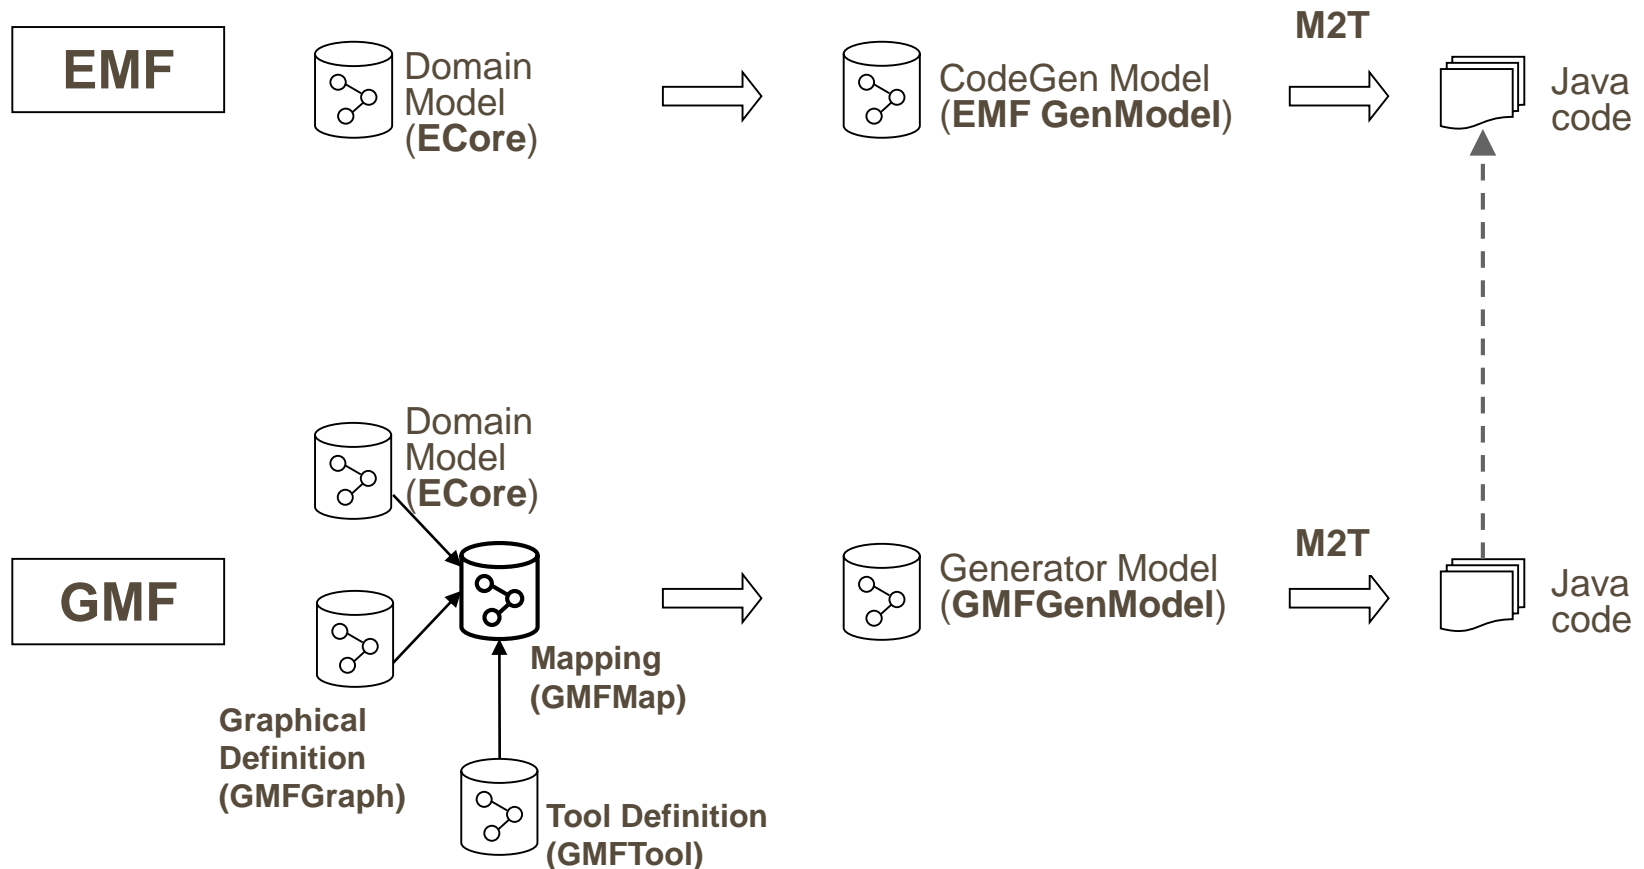 EMF
Domain
Model
(ECore)
CodeGen Model
(EMF GenModel)
M2T
Java
code
GMF
Domain
Model
(ECore)
Mapping
(GMFMap)
Graphical
Definition
(GMFGraph)
Tool Definition
(GMFTool)
Generator Model
(GMFGenModel)
M2T
Java
code